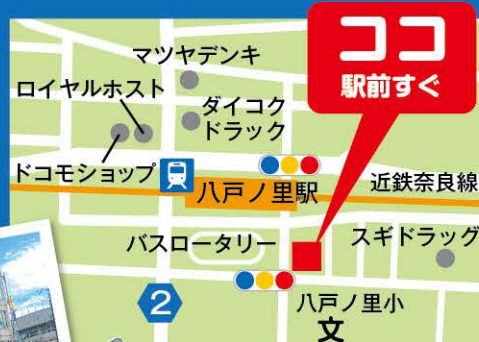 ココ
駅前すぐ
マツヤデンキ
ロイヤルホスト
ダイコク
ドラック
ドコモショップ
八戸ノ里駅
近鉄奈良線
バスロータリー
スギドラッグ
2
八戸ノ里小
文